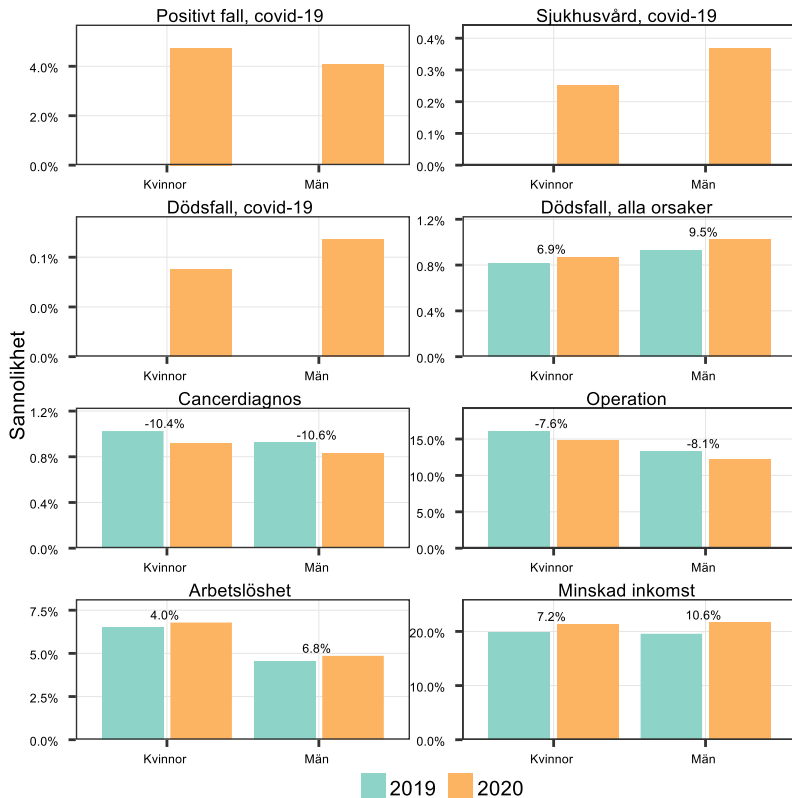 Positivt fall, covid-19
4.0%
2.0%
0.0%
Kvinnor
Män
Sjukhusvård, covid-19
0.4%
0.3%
0.2%
0.1%
0.0%
Kvinnor
Män
Dödsfall, covid-19
0.1%
0.0%
0.0%
Kvinnor
Män
Dödsfall, alla orsaker
1.2%
0.8%
0.4%
0.0%
6.9%
9.5%
Kvinnor
Män
Sannolikhet
Cancerdiagnos
1.2%
0.8%
0.4%
0.0%
-10.4%
-10.6%
Kvinnor
Män
Operation
15.0%
10.0%
5.0%
0.0%
-7.6%
-8.1%
Kvinnor
Män
Arbetslöshet
7.5%
5.0%
2.5%
0.0%
4.0%
6.8%
Kvinnor
Män
Minskad inkomst
20.0%
10.0%
0.0%
7.2%
10.6%
Kvinnor
Män
2019
2020